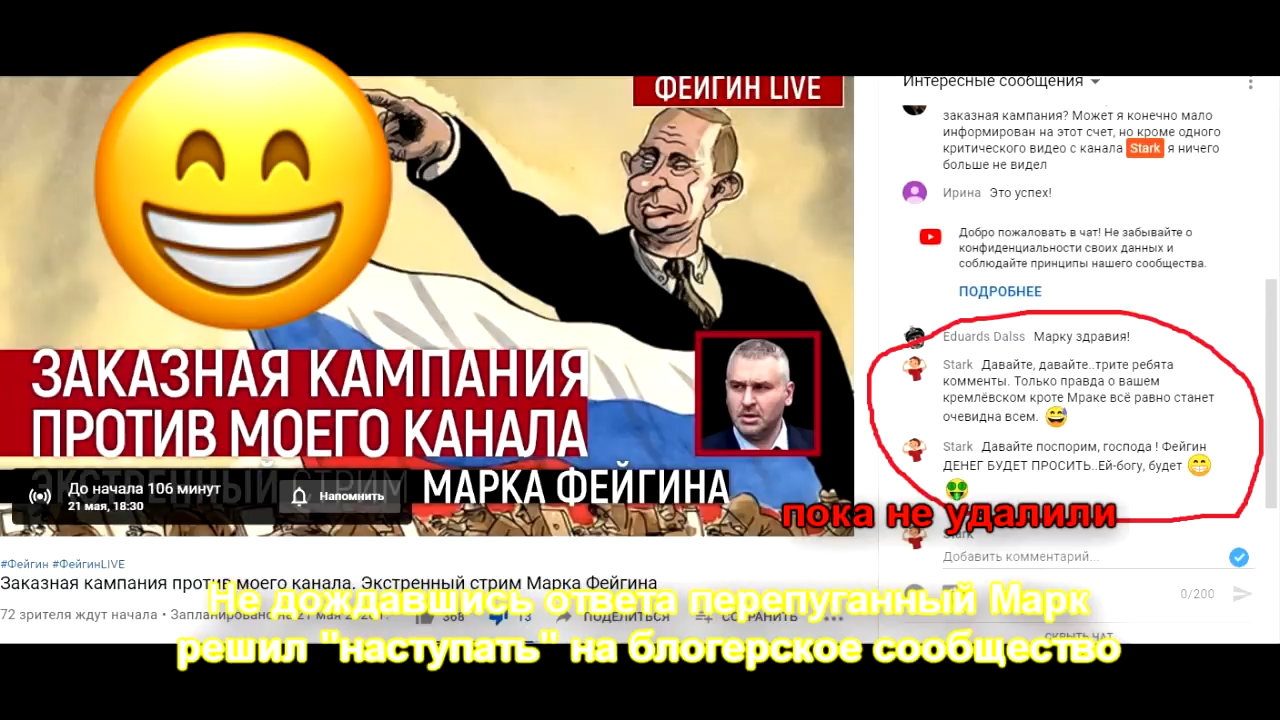 ФЕЙГИН LIVE
ЗАКАЗНАЯ КАМПАНИЯ
ПРОТИВ МОЕГО КАНАЛА
ЭКСТРЕННЫЙ СТРИМ МАРКА ФЕЙГИНА
До начала 106 минут
21 мая, 18:30
Напомнить
#Фейгин #ФейгинLIVE
Заказная кампания против моего канала. Экстренный стрим Марка Фейгина
72 зрителя ждут начала •
368
13
ПОДЕЛИТЬСЯ
СОХРАНИТЬ
Интересные сообщения
заказная кампания? Может я конечно мало
информирован на этот счет, но кроме одного
критического видео с канала Stark я ничего
больше не видел
Ирина Это успех!
Добро пожаловать в чат! Не забывайте о
конфиденциальности своих данных и
соблюдайте принципы нашего сообщества.
ПОДРОБНЕЕ
Eduards Dalss Марку здравия!
Stark Давайте, давайте..трите ребята
комменты. Только правда о вашем
кремлёвском кроте Мраке всё равно станет
очевидна всем. 😅
Stark Давайте поспорим, господа ! Фейгин
ДЕНЕГ БУДЕТ ПРОСИТЬ..Ей-богу, будет 😁
🤑
пока не удалили
Stark
Добавить комментарий...
0/200
СКРЫТЬ ЧАТ
Не дождавшись ответа перепуганный Марк
решил "наступать" на блогерское сообщество